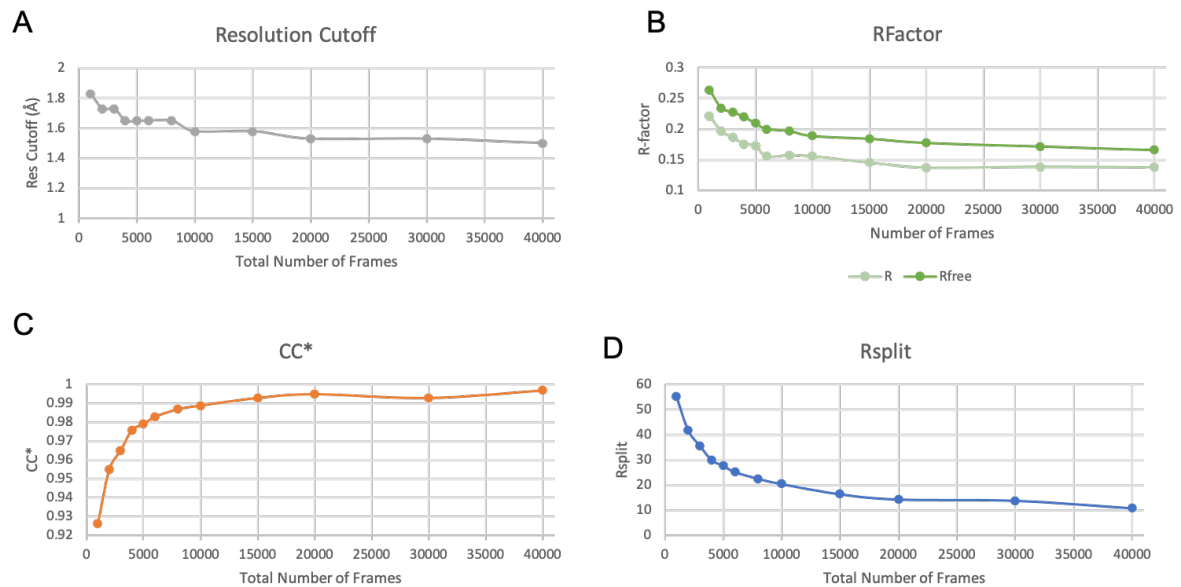 A
Resolution Cutoff
Res Cutoff (Å)
2
1.8
1.6
1.4
1.2
1
0 5000 10000 15000 20000 25000 30000 35000 40000
Total Number of Frames
B
RFactor
R-factor
0.3
0.25
0.2
0.15
0.1
0 5000 10000 15000 20000 25000 30000 35000 40000
Number of Frames
R Rfree
C
CC*
CC*
1
0.99
0.98
0.97
0.96
0.95
0.94
0.93
0.92
0 5000 10000 15000 20000 25000 30000 35000 40000
Total Number of Frames
D
Rsplit
Rsplit
60
50
40
30
20
10
0
0 5000 10000 15000 20000 25000 30000 35000 40000
Total Number of Frames